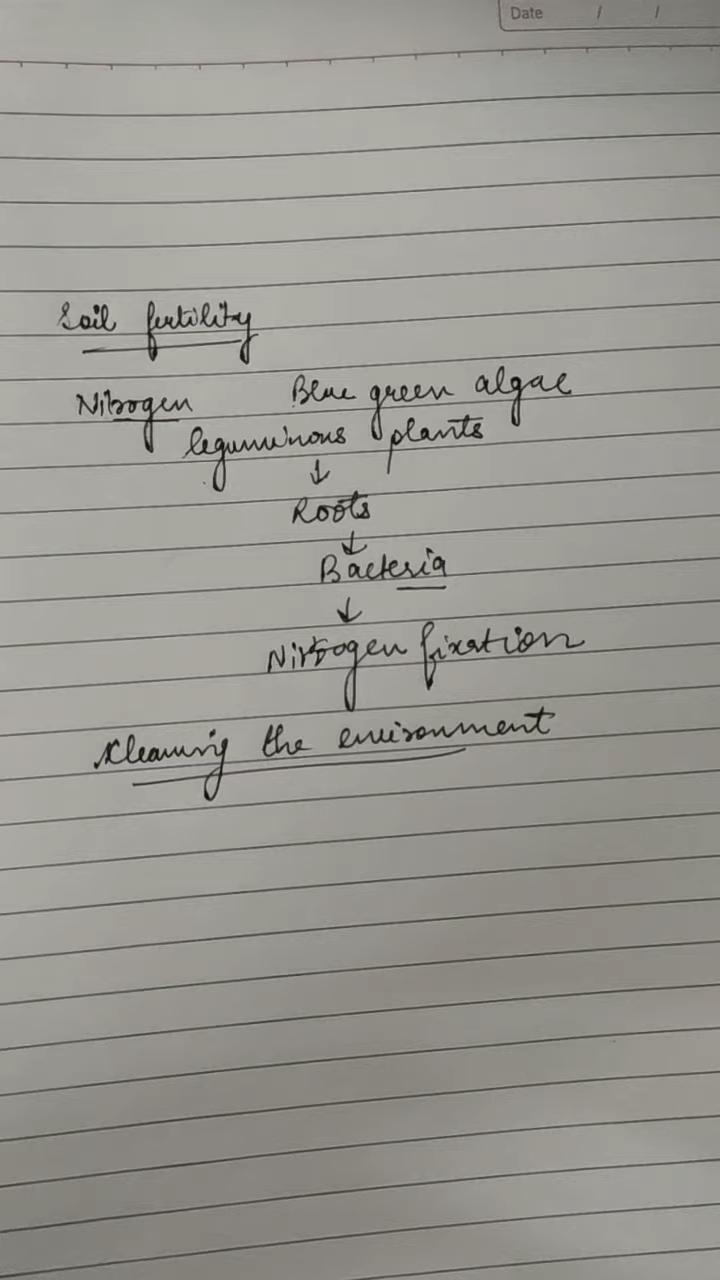 Date / /
Soil fertility
Nitrogen Blue green algae
leguminous plants
↓
Roots
↓
Bacteria
↓
Nitrogen fixation
Cleaning the environment